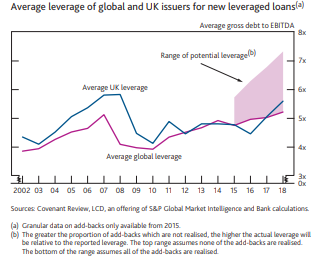 Average leverage of global and UK issuers for new leveraged loans(a)
Average gross debt to EBITDA
8x
Range of potential leverage(b)
7x
Average UK leverage
6x
5x
4x
Average global leverage
3x
0x
2002 03 04 05 06 07 08 09 10 11 12 13 14 15 16 17 18
Sources: Covenant Review, LCD, an offering of S&P Global Market Intelligence and Bank calculations.
(a) Granular data on add-backs only available from 2015.
(b) The greater the proportion of add-backs which are not realised, the higher the actual leverage will
be relative to the reported leverage. The top range assumes none of the add-backs are realised.
The bottom of the range assumes all of the add-backs are realised.